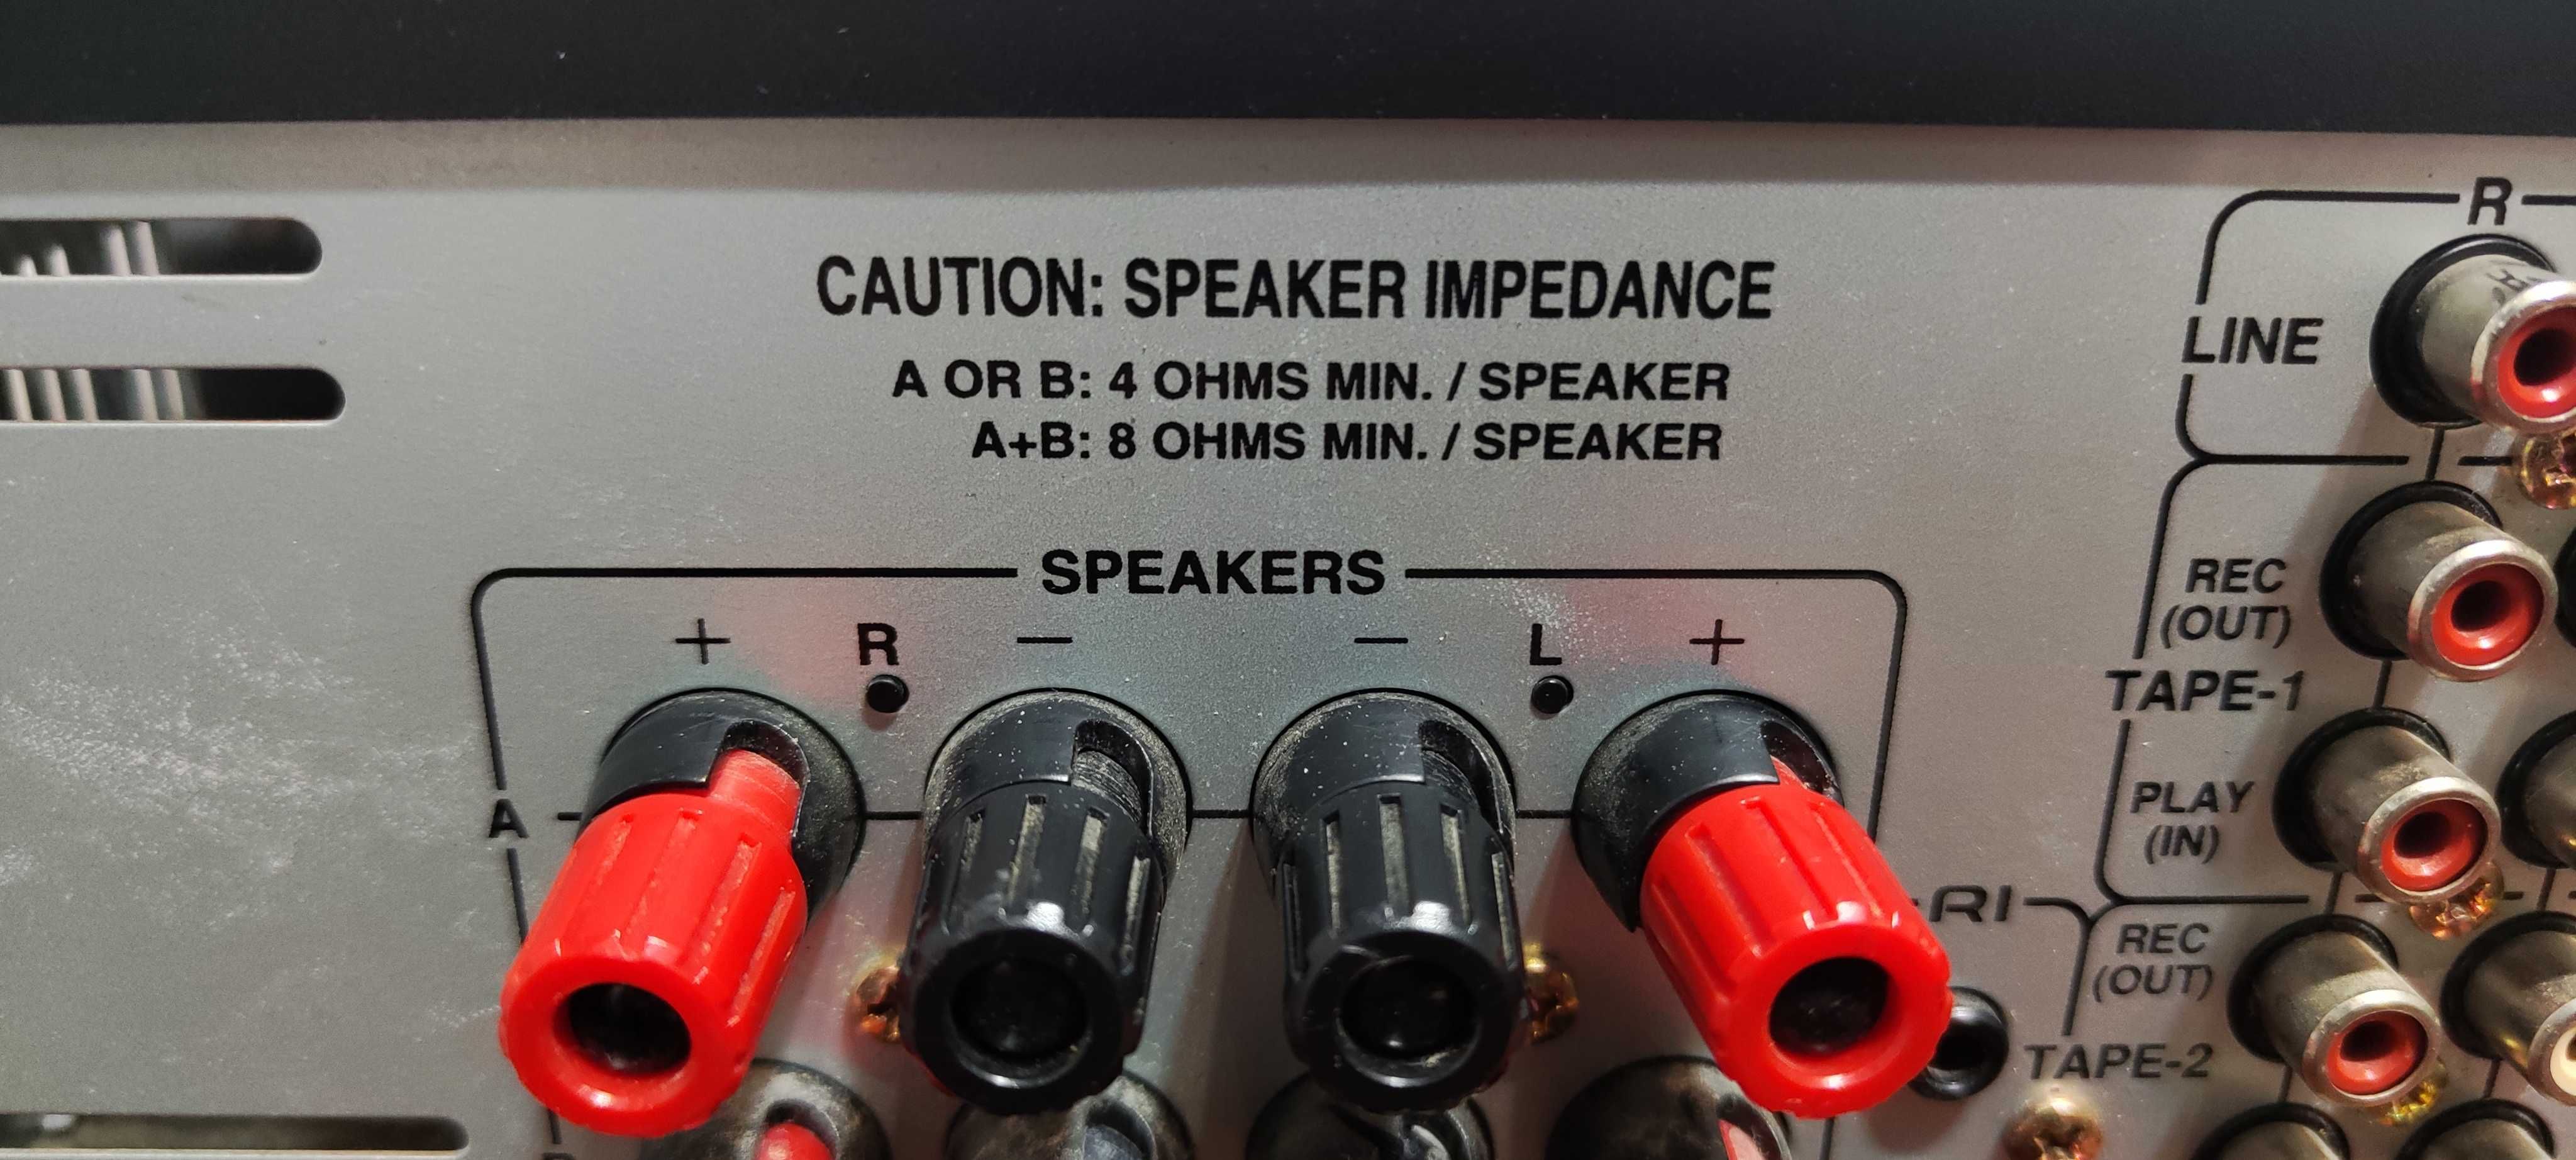 CAUTION: SPEAKER IMPEDANCE
A OR B: 4 OHMS MIN. / SPEAKER
A+B: 8 OHMS MIN. / SPEAKER
SPEAKERS
+ R − − L +
A
R
LINE
REC
(OUT)
TAPE-1
PLAY
(IN)
RI
REC
(OUT)
TAPE-2